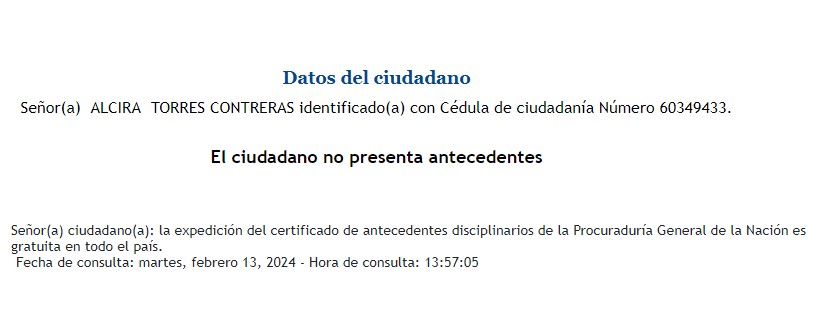 Datos del ciudadano
Señor(a) ALCIRA TORRES CONTRERAS identificado(a) con Cédula de ciudadanía Número 60349433.
El ciudadano no presenta antecedentes
Señor(a) ciudadano(a): la expedición del certificado de antecedentes disciplinarios de la Procuraduría General de la Nación es
gratuita en todo el país.
Fecha de consulta: martes, febrero 13, 2024 - Hora de consulta: 13:57:05